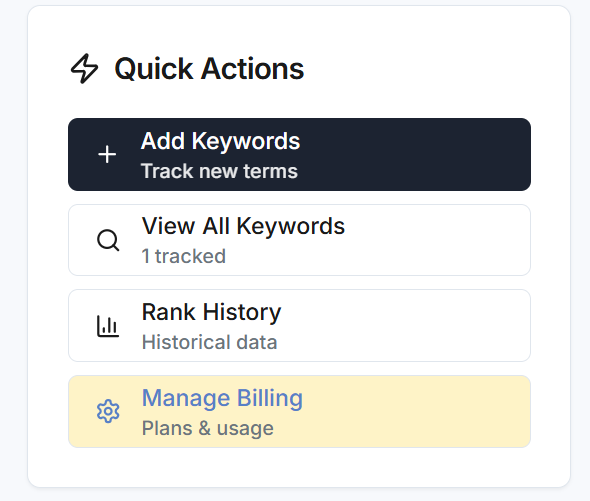 Quick Actions
Add Keywords
Track new terms
View All Keywords
1 tracked
Rank History
Historical data
Manage Billing
Plans & usage